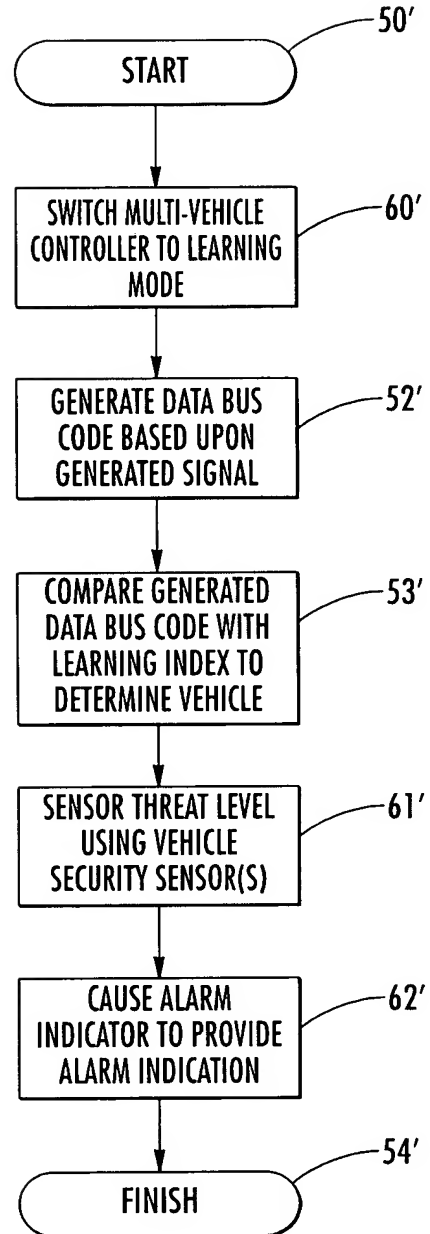 50'
START
60'
SWITCH MULTI-VEHICLE
CONTROLLER TO LEARNING
MODE
52'
GENERATE DATA BUS
CODE BASED UPON
GENERATED SIGNAL
53'
COMPARE GENERATED
DATA BUS CODE WITH
LEARNING INDEX TO
DETERMINE VEHICLE
61'
SENSOR THREAT LEVEL
USING VEHICLE
SECURITY SENSOR(S)
62'
CAUSE ALARM
INDICATOR TO PROVIDE
ALARM INDICATION
54'
FINISH